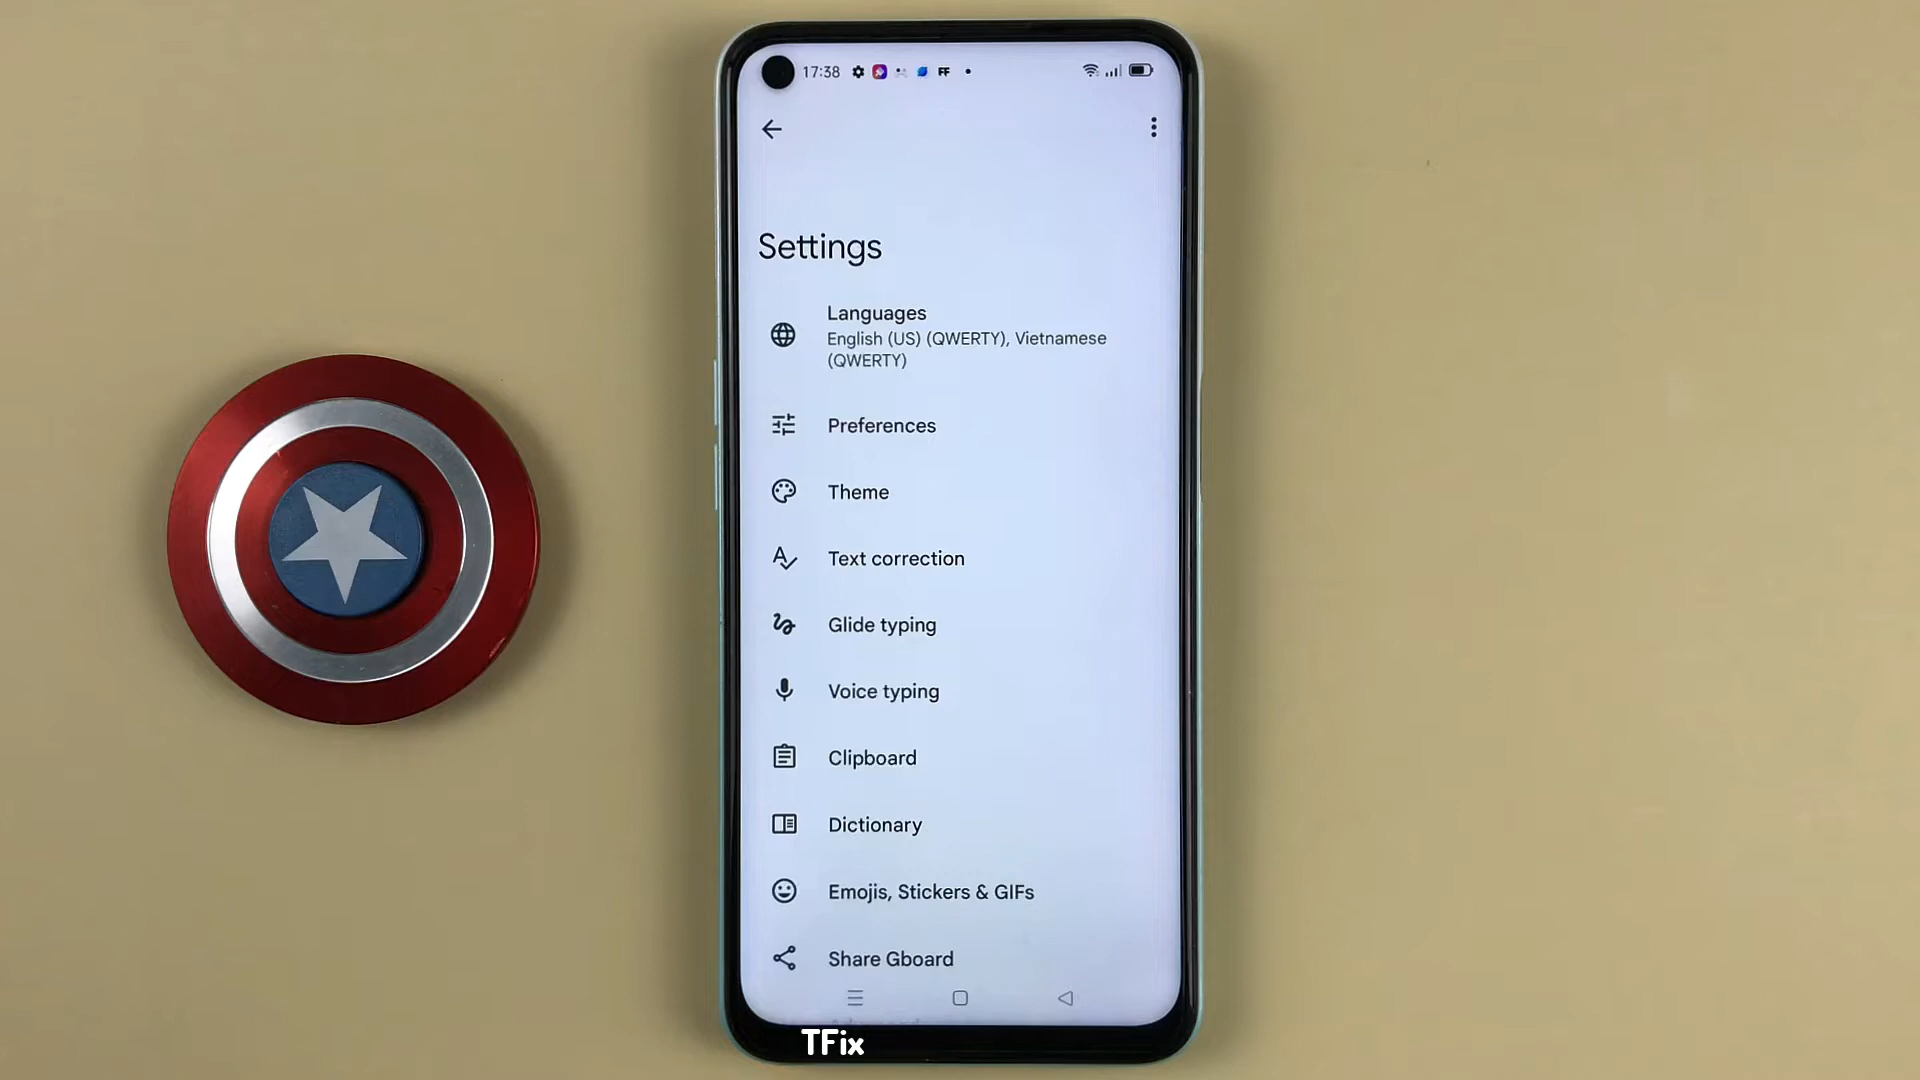 17:38 FF
Settings
Languages
English (US) (QWERTY), Vietnamese
(QWERTY)
Preferences
Theme
Text correction
Glide typing
Voice typing
Clipboard
Dictionary
Emojis, Stickers & GIFs
Share Gboard
TFix